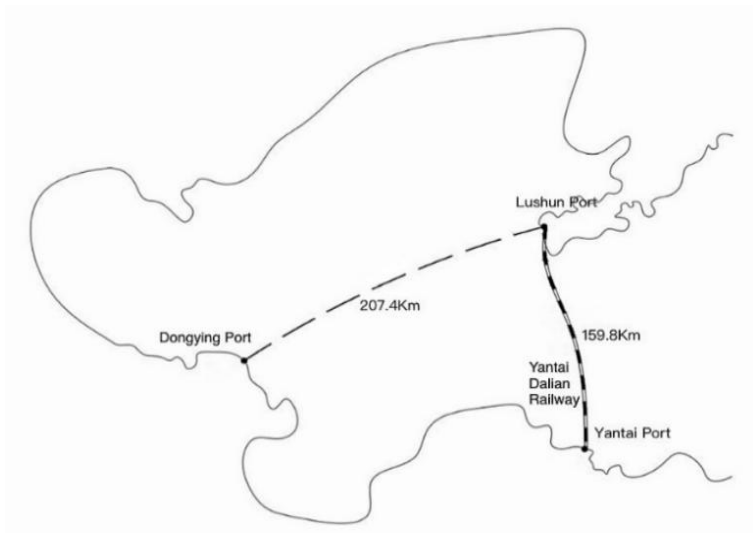 Lushun Port
207.4Km
Dongying Port
159.8Km
Yantai
Dalian
Railway
Yantai Port